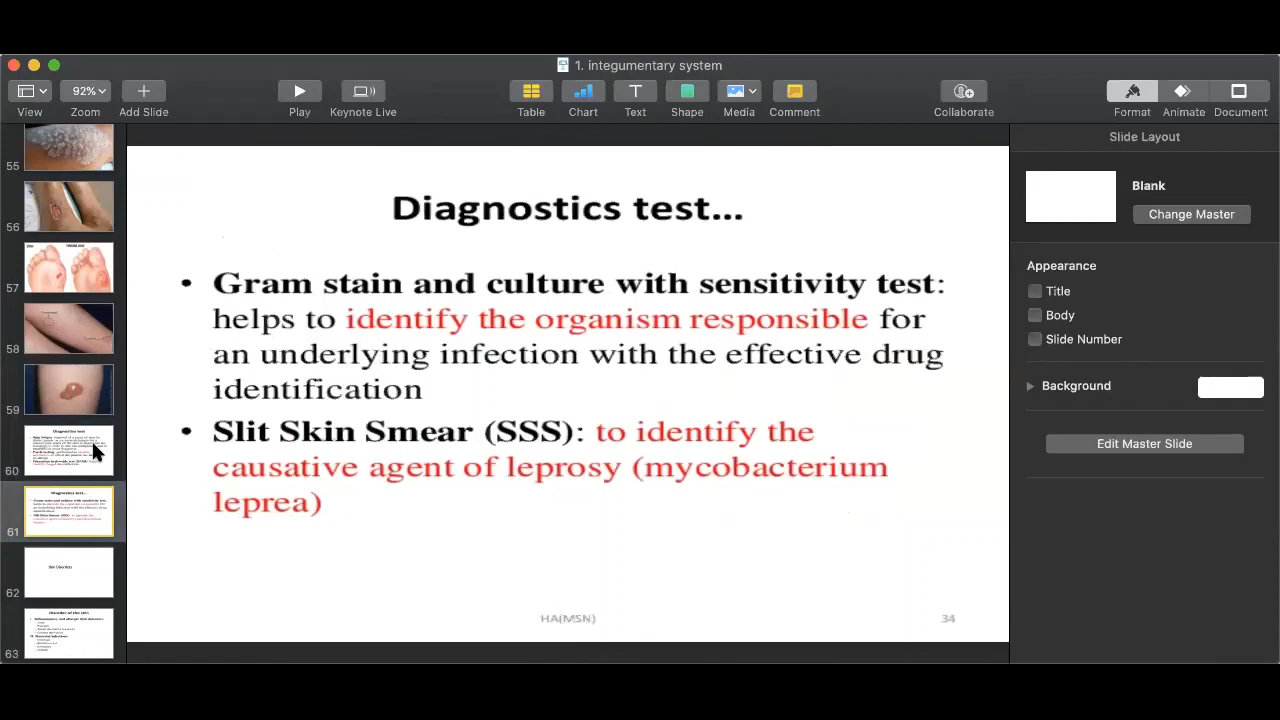 1. integumentary system
92%
View
Zoom
Add Slide
Play
Keynote Live
Table
Chart
Text
Shape
Media
Comment
Collaborate
Format
Animate
Document
55
56
57
58
59
60
61
62
63
Diagnostics test...
• Gram stain and culture with sensitivity test:
helps to identify the organism responsible for
an underlying infection with the effective drug
identification
• Slit Skin Smear (SSS): to identify the
causative agent of leprosy (mycobacterium
leprea)
HA(MSN)
34
Slide Layout
Blank
Change Master
Appearance
Title
Body
Slide Number
Background
Edit Master Slide